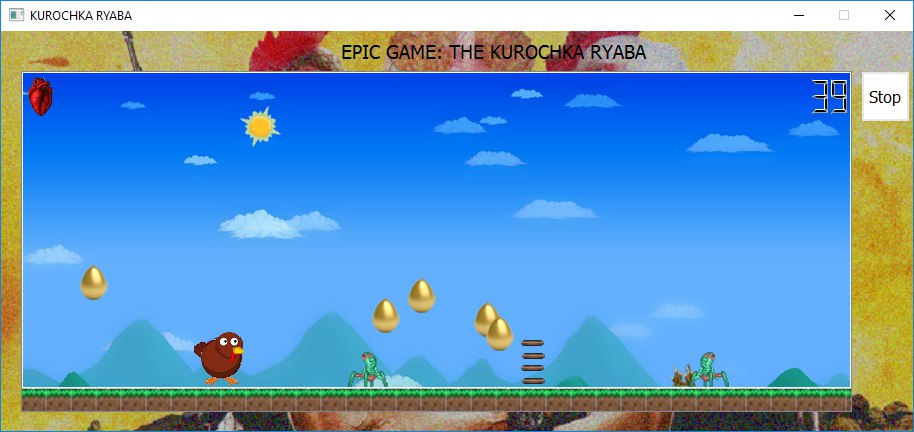 KUROCHKA RYABA
EPIC GAME: THE KUROCHKA RYABA
39
Stop